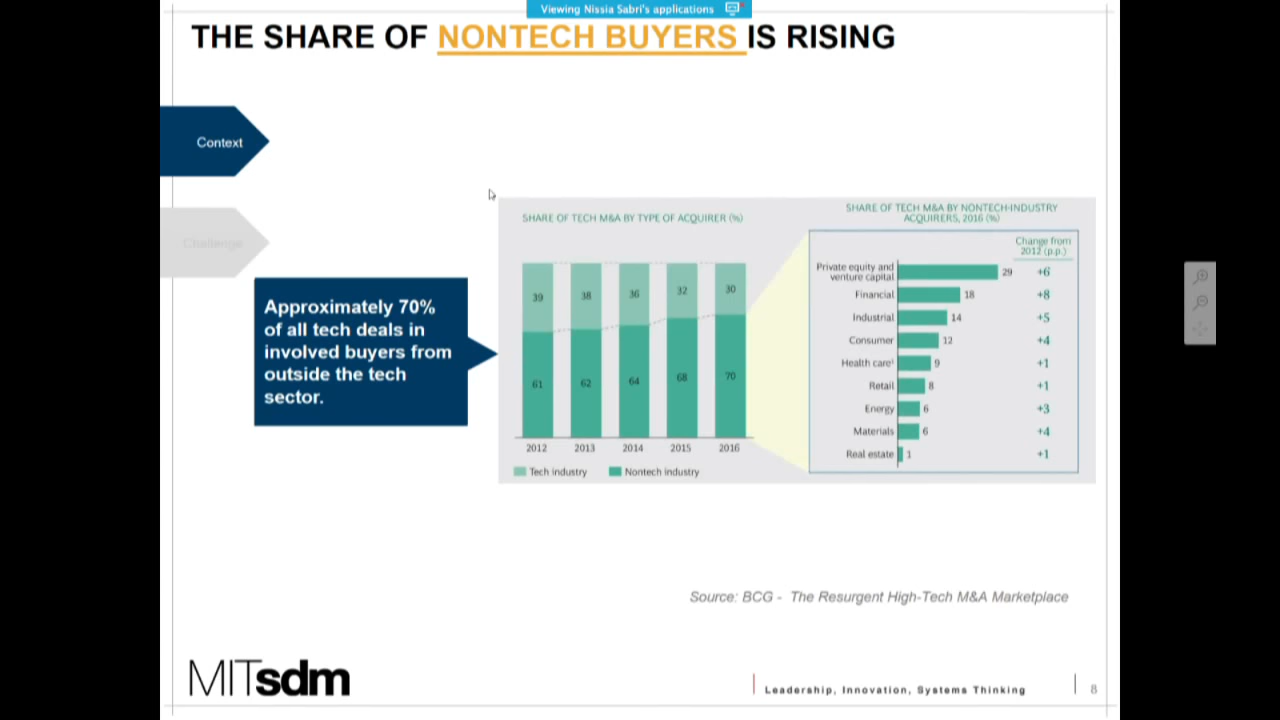 Viewing Nissia Sabri's applications
THE SHARE OF NONTECH BUYERS IS RISING
Context
Challenge
Approximately 70%
of all tech deals in
involved buyers from
outside the tech
sector.
SHARE OF TECH M&A BY TYPE OF ACQUIRER (%)
39 38 36 32 30
61 62 64 68 70
2012 2013 2014 2015 2016
Tech industry Nontech industry
SHARE OF TECH M&A BY NONTECH-INDUSTRY
ACQUIRERS, 2016 (%)
Change from
2012 (p.p.)
Private equity and
venture capital 29 +6
Financial 18 +8
Industrial 14 +5
Consumer 12 +4
Health care¹ 9 +1
Retail 8 +1
Energy 6 +3
Materials 6 +4
Real estate 1 +1
Source: BCG - The Resurgent High-Tech M&A Marketplace
MITsdm
Leadership, Innovation, Systems Thinking
8